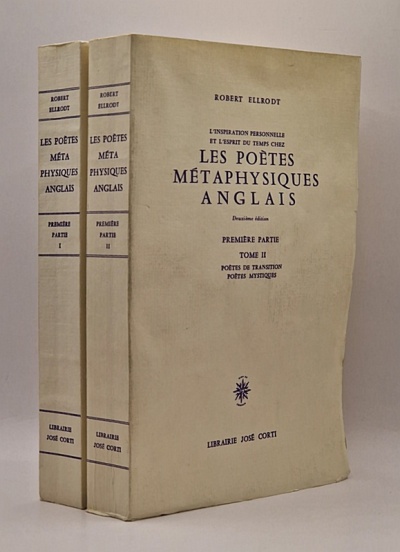 ROBERT
ELLRODT
LES POÈTES
MÉTA
PHYSIQUES
ANGLAIS
PREMIÈRE
PARTIE
I
LIBRAIRIE
JOSÉ CORTI
ROBERT
ELLRODT
LES POÈTES
MÉTA
PHYSIQUES
ANGLAIS
PREMIÈRE
PARTIE
II
LIBRAIRIE
JOSÉ CORTI
ROBERT ELLRODT
L'INSPIRATION PERSONNELLE
ET L'ESPRIT DU TEMPS CHEZ
LES POÈTES
MÉTAPHYSIQUES
ANGLAIS
Deuxième édition
PREMIÈRE PARTIE
TOME II
POÈTES DE TRANSITION
POÈTES MYSTIQUES
LIBRAIRIE JOSÉ CORTI